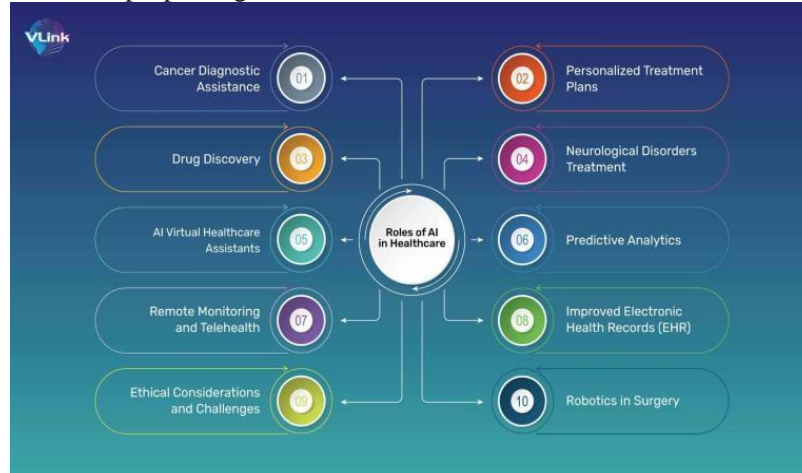 VLink
Cancer Diagnostic
Assistance
01
02
Personalized Treatment
Plans
Drug Discovery
03
04
Neurological Disorders
Treatment
AI Virtual Healthcare
Assistants
05
Roles of AI
in Healthcare
06
Predictive Analytics
Remote Monitoring
and Telehealth
07
08
Improved Electronic
Health Records (EHR)
Ethical Considerations
and Challenges
09
10
Robotics in Surgery